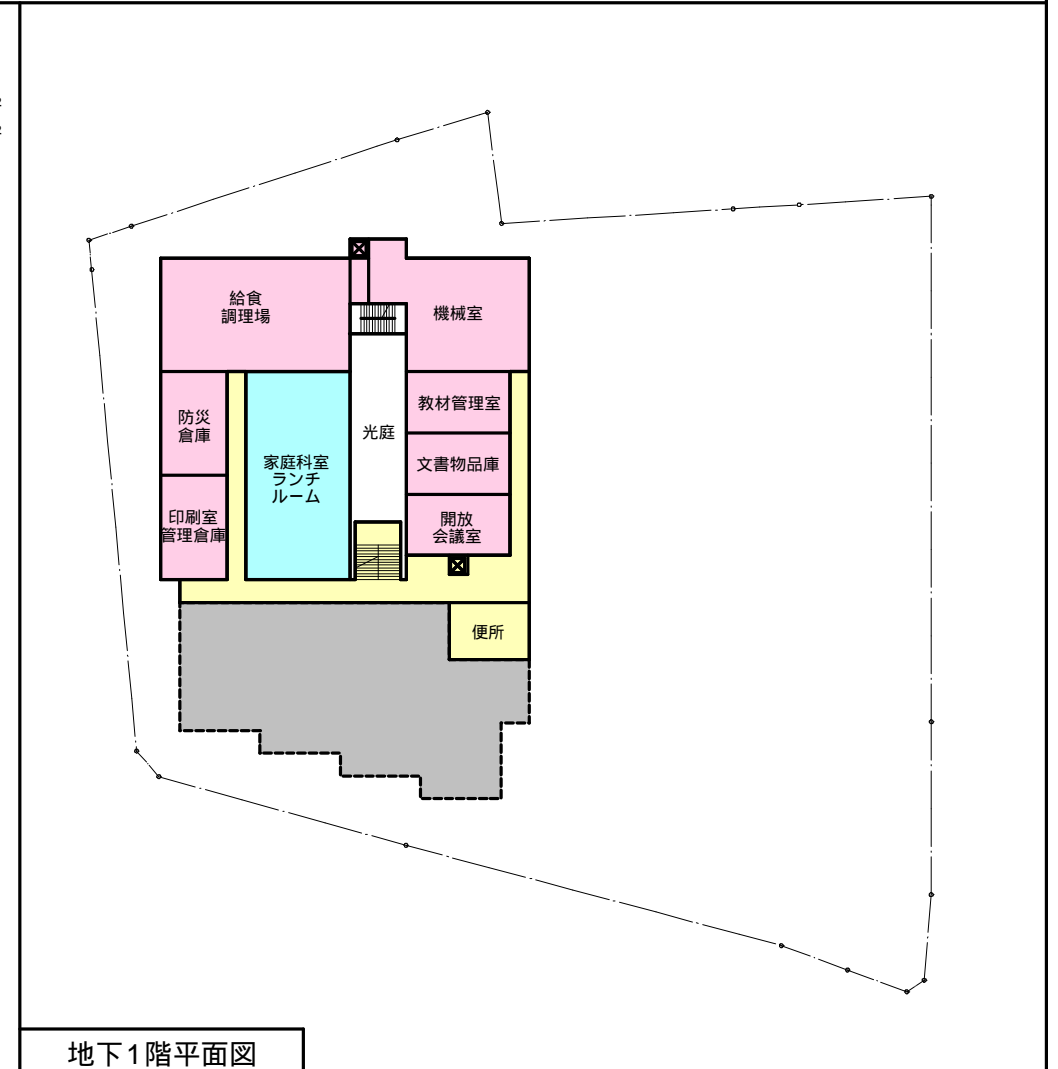 2
2
給食
調理場
機械室
防災
倉庫
教材管理室
光庭
文書物品庫
家庭科室
ランチ
ルーム
印刷室
管理倉庫
開放
会議室
便所
地下1階平面図